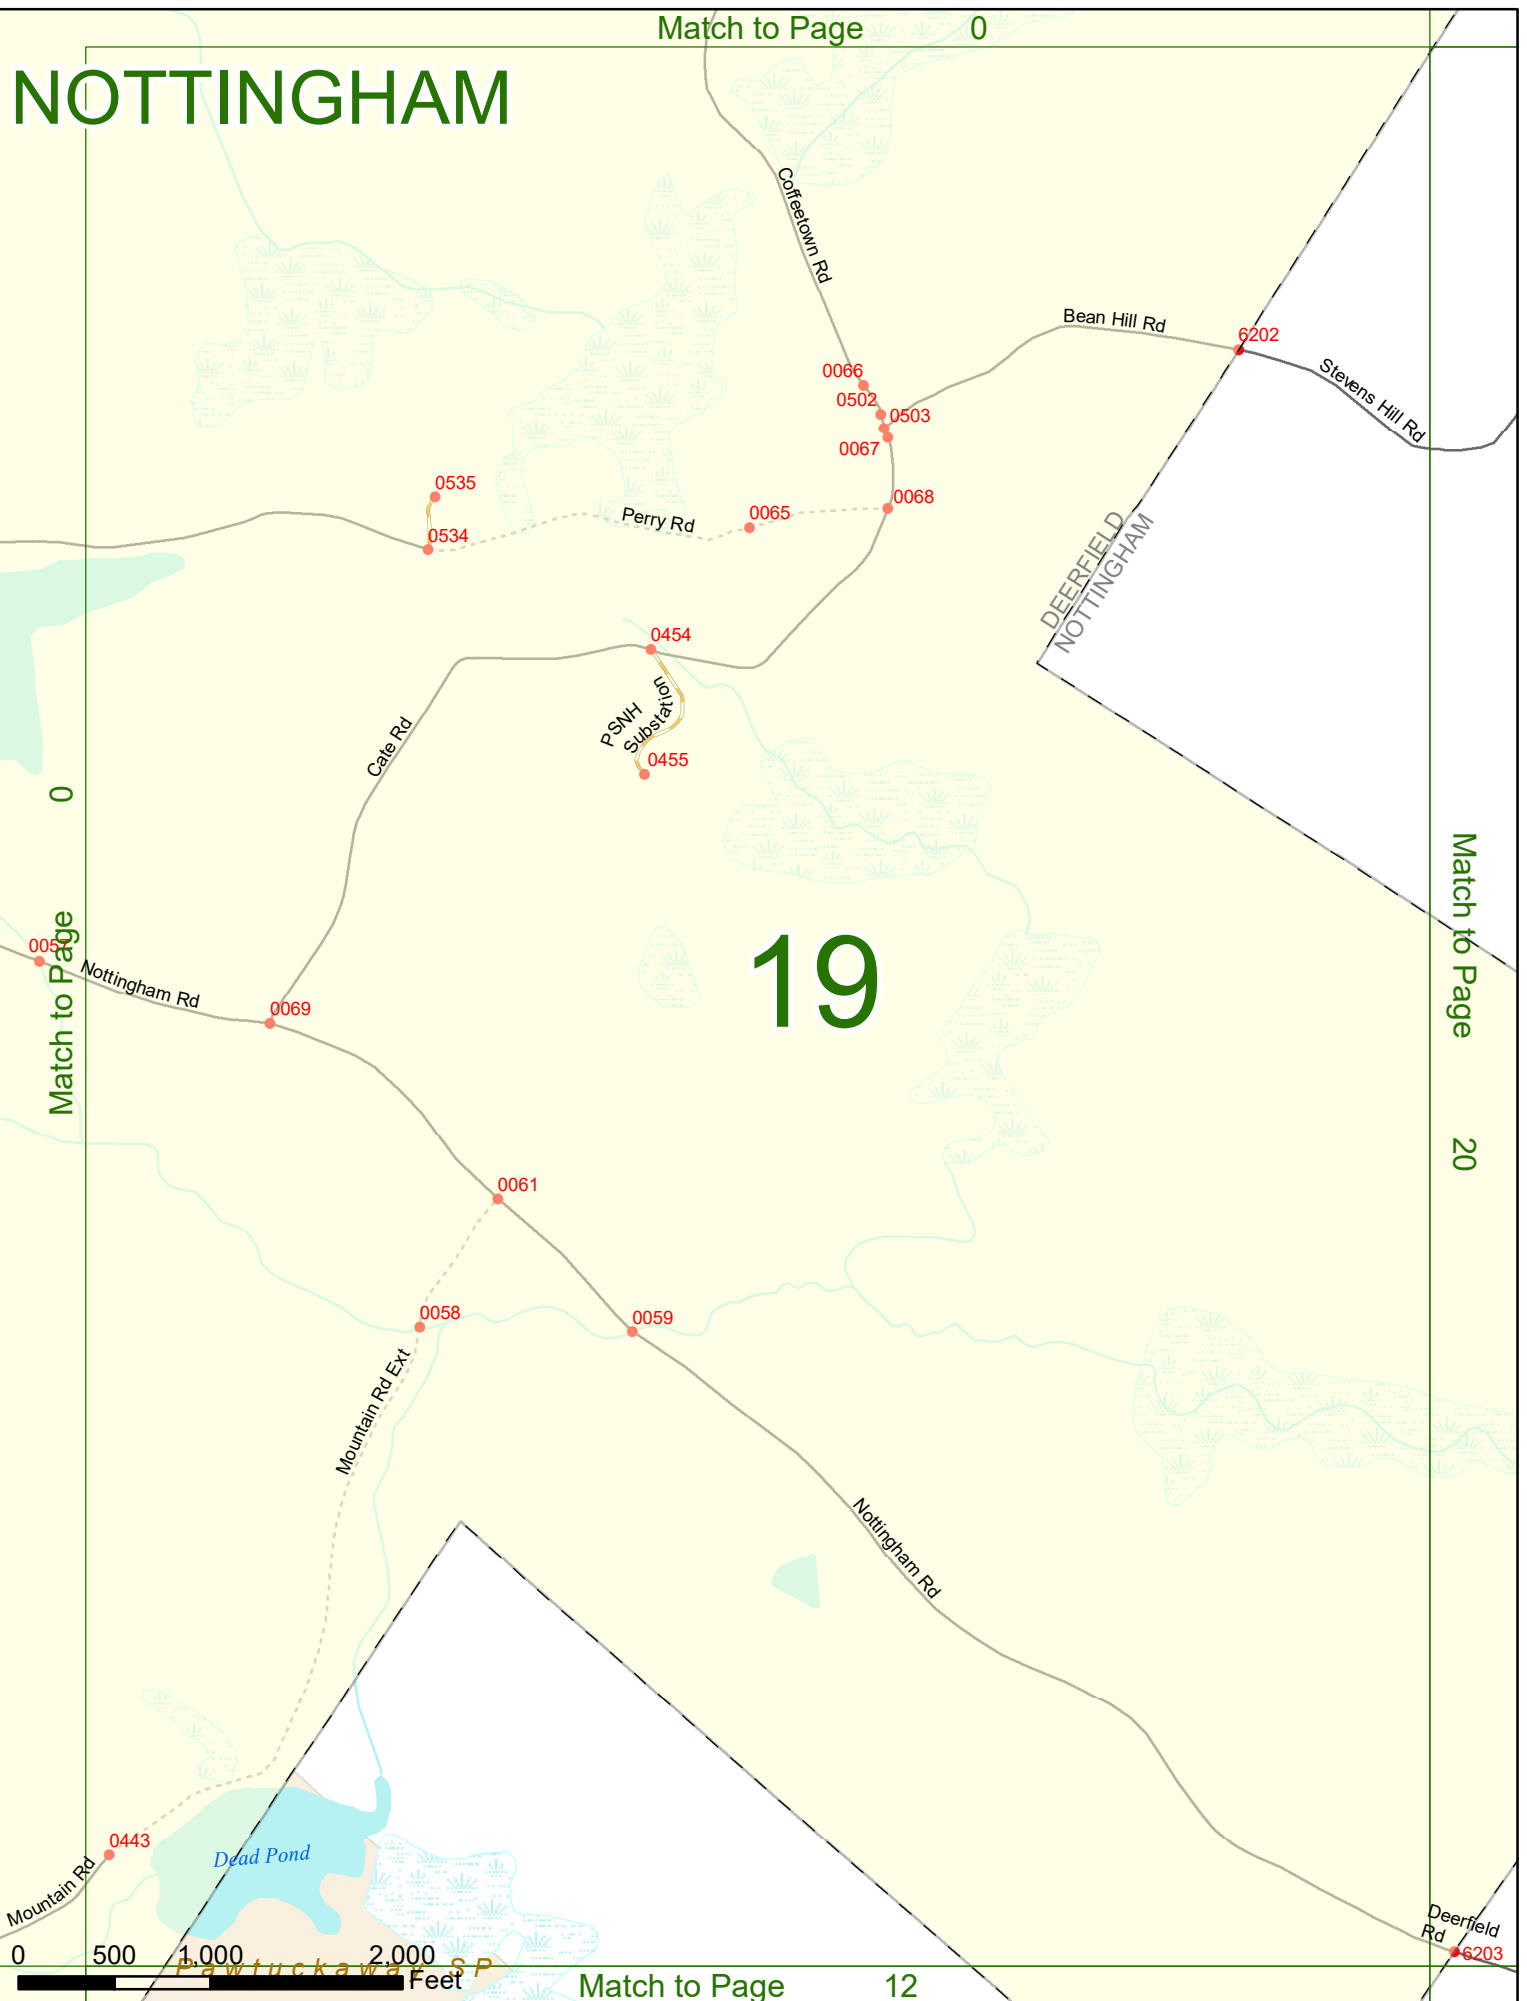 Match to Page 0
NOTTINGHAM
Coffeetown Rd
Bean Hill Rd
6202
Stevens Hill Rd
0066
0502
0503
0067
0535
0068
0065
Perry Rd
0534
DEERFIELD
NOTTINGHAM
0454
PSNH
Substation
0455
Cate Rd
Match to Page 0
Match to Page 20
0057
Nottingham Rd
19
0069
0061
0058
0059
Mountain Rd Ext
Nottingham Rd
0443
Dead Pond
Mountain Rd
Deerfield
Rd
6203
0 500 1,000 2,000
Feet
Pawtuckaway SP
Match to Page 12